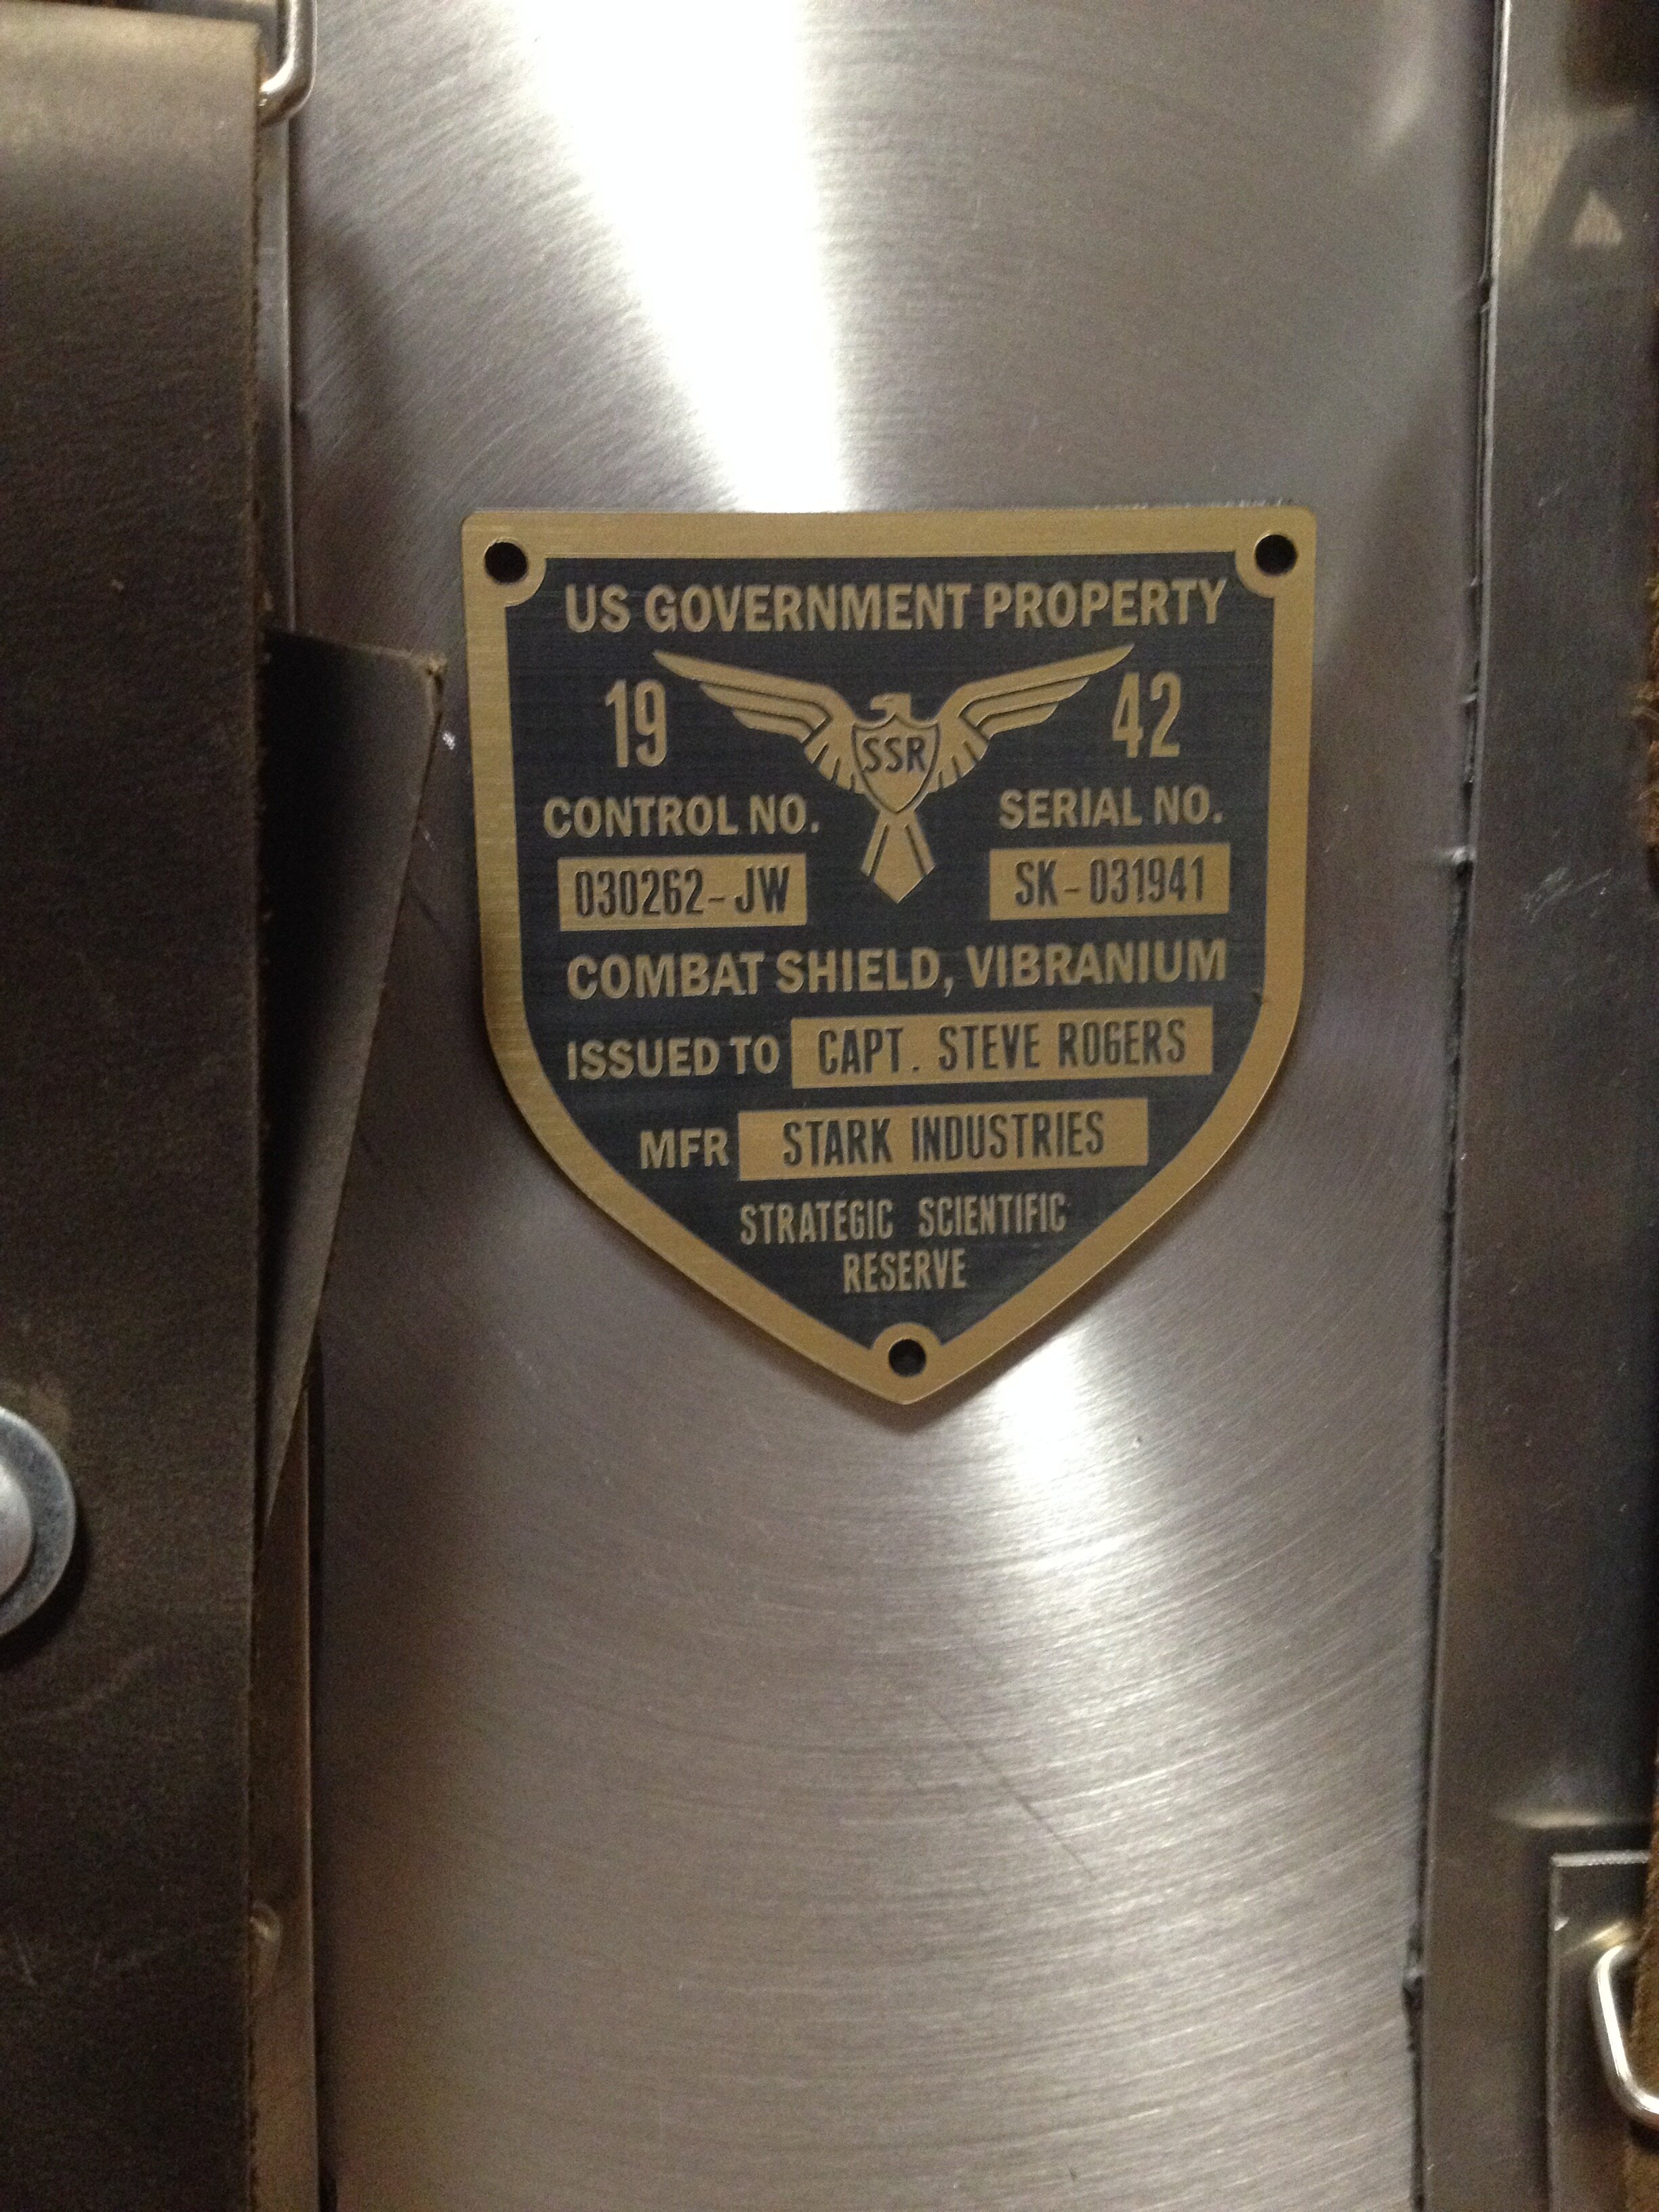 US GOVERNMENT PROPERTY
19 SSR 42
CONTROL NO. SERIAL NO.
030262-JW SK-031941
COMBAT SHIELD, VIBRANIUM
ISSUED TO CAPT. STEVE ROGERS
MFR STARK INDUSTRIES
STRATEGIC SCIENTIFIC
RESERVE